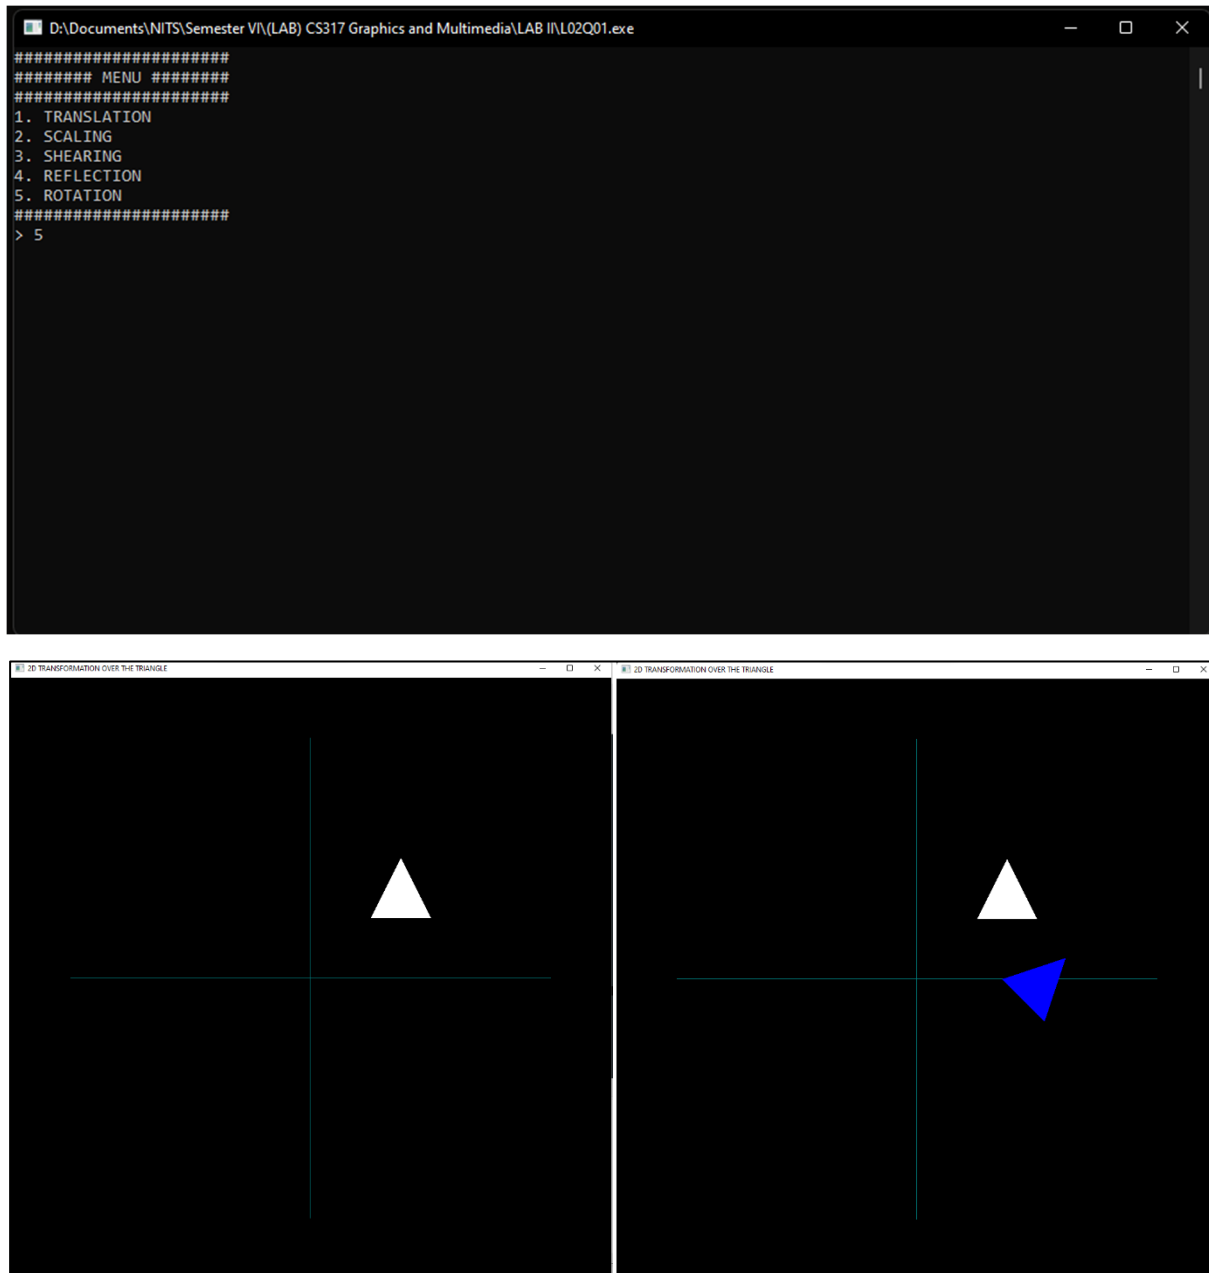 D:\Documents\NITS\Semester VI\(LAB) CS317 Graphics and Multimedia\LAB II\L02Q01.exe
######################
######## MENU ########
######################
1. TRANSLATION
2. SCALING
3. SHEARING
4. REFLECTION
5. ROTATION
######################
> 5
2D TRANSFORMATION OVER THE TRIANGLE
2D TRANSFORMATION OVER THE TRIANGLE